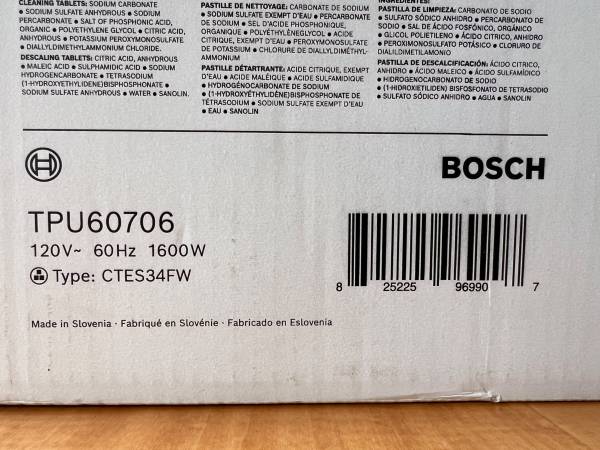 CLEANING TABLETS: SODIUM CARBONATE
● SODIUM SULFATE ANHYDROUS ● SODIUM
PERCARBONATE ● SALT OF PHOSPHONIC ACID,
ORGANIC ● POLYETHYLENE GLYCOL ● CITRIC ACID,
ANHYDROUS ● POTASSIUM PEROXYMONOSULFATE
● DIALLYLDIMETHYLAMMONIUM CHLORIDE.
DESCALING TABLETS: CITRIC ACID, ANHYDROUS
● MALEIC ACID ● SULPHAMIDIC ACID ● SODIUM
HYDROGENCARBONATE ● TETRASODIUM
(1-HYDROXYETHYLIDENE)BISPHOSPHONATE ●
SODIUM SULFATE ANHYDROUS ● WATER ● SANOLIN.
PASTILLE DE NETTOYAGE: CARBONATE DE SODIUM
● SODIUM SULFATE EXEMPT D'EAU ● PERCARBONATE
DE SODIUM ● SEL D'ACIDE PHOSPHONIQUE,
ORGANIQUE ● POLYÉTHYLÈNEGLYCOL ● ACIDE
CITRIQUE, EXEMPT D'EAU ● PEROXYMONOSULFATE
DE POTASSIUM ● CHLORURE DE DIALLYLDIMÉTHYL-
AMMONIUM
PASTILLE DÉTARTRANTE: ACIDE CITRIQUE, EXEMPT
D'EAU ● ACIDE MALÉIQUE ● ACIDE SULFAMIDIQUE
● HYDROGÉNOCARBONATE DE SODIUM
● (1-HYDROXYÉTHYLIDÈNE)BISPHOSPHONATE DE
TÉTRASODIUM ● SODIUM SULFATE EXEMPT D'EAU
● EAU ● SANOLIN
INGREDIENTES:
PASTILLA DE LIMPIEZA: CARBONATO DE SODIO
● SULFATO SÓDICO ANHIDRO ● PERCARBONATO DE
SODIO ● SAL DE ÁCIDO FOSFÓNICO, ORGÁNICO
● GLICOL POLIETILENO ● ÁCIDO CÍTRICO, ANHIDRO
● PEROXIMONOSULFATO POTÁSICO ● CLORURO DE
DIALILDIMETILAMONIO
PASTILLA DE DESCALCIFICACIÓN: ÁCIDO CÍTRICO,
ANHIDRO ● ÁCIDO MALEICO ● ÁCIDO SULFAMÍDICO
● HIDROGENOCARBONATO DE SODIO
● (1-HIDROXIETILIDEN) BISFOSFONATO DE TETRASODIO
● SULFATO SÓDICO ANHIDRO ● AGUA ● SANOLIN
BOSCH
TPU60706
120V~ 60Hz 1600W
Type: CTES34FW
8 25225 96990 7
Made in Slovenia · Fabriqué en Slovénie · Fabricado en Eslovenia